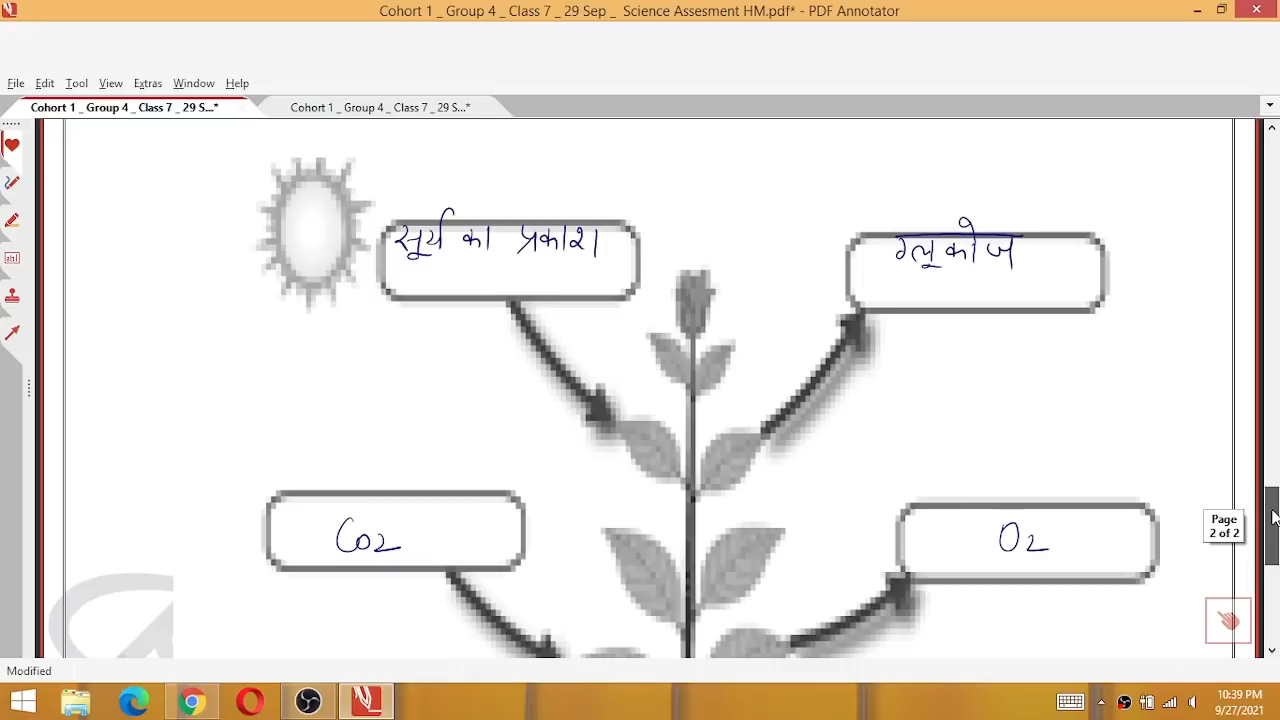 Cohort 1 _ Group 4 _ Class 7 _ 29 Sep _ Science Assesment HM.pdf* - PDF Annotator
File Edit Tool View Extras Window Help
Cohort 1 _ Group 4 _ Class 7 _ 29 S...* Cohort 1 _ Group 4 _ Class 7 _ 29 S...*
सूर्य का प्रकाश
ग्लूकोज
CO2
O2
Page
2 of 2
Modified
10:39 PM
9/27/2021